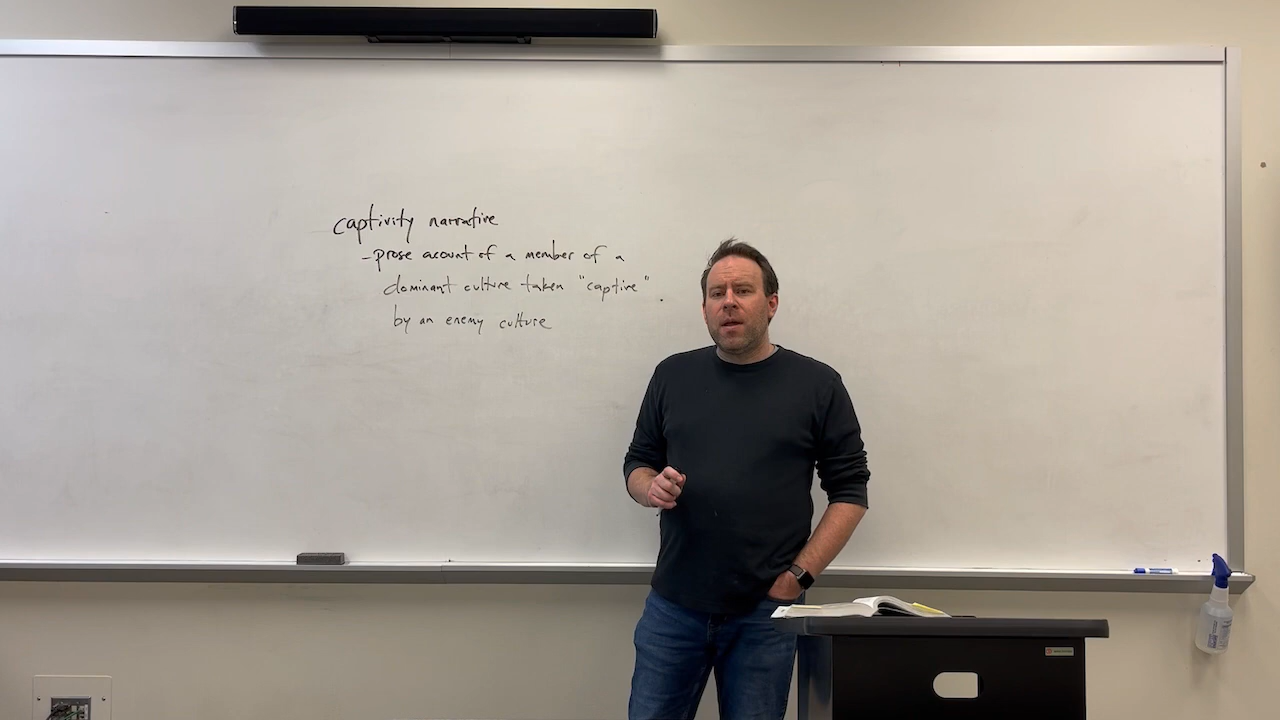 captivity narrative
- prose acount of a member of a
dominant culture taken "captive"
by an enemy culture